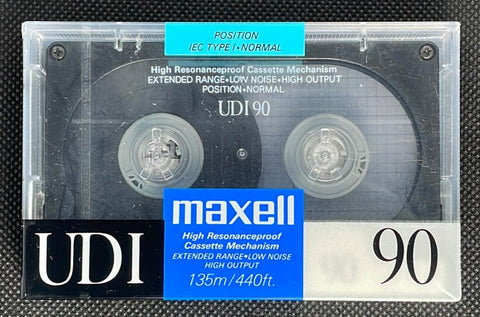 POSITION
IEC TYPE I•NORMAL
High Resonanceproof Cassette Mechanism
EXTENDED RANGE•LOW NOISE•HIGH OUTPUT
POSITION•NORMAL
UDI 90
maxell
High Resonanceproof
Cassette Mechanism
EXTENDED RANGE•LOW NOISE
HIGH OUTPUT
135m/440ft.
UDI
90